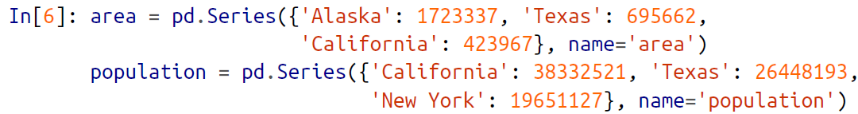 In[6]: area = pd.Series({'Alaska': 1723337, 'Texas': 695662,
'California': 423967}, name='area')
population = pd.Series({'California': 38332521, 'Texas': 26448193,
'New York': 19651127}, name='population')